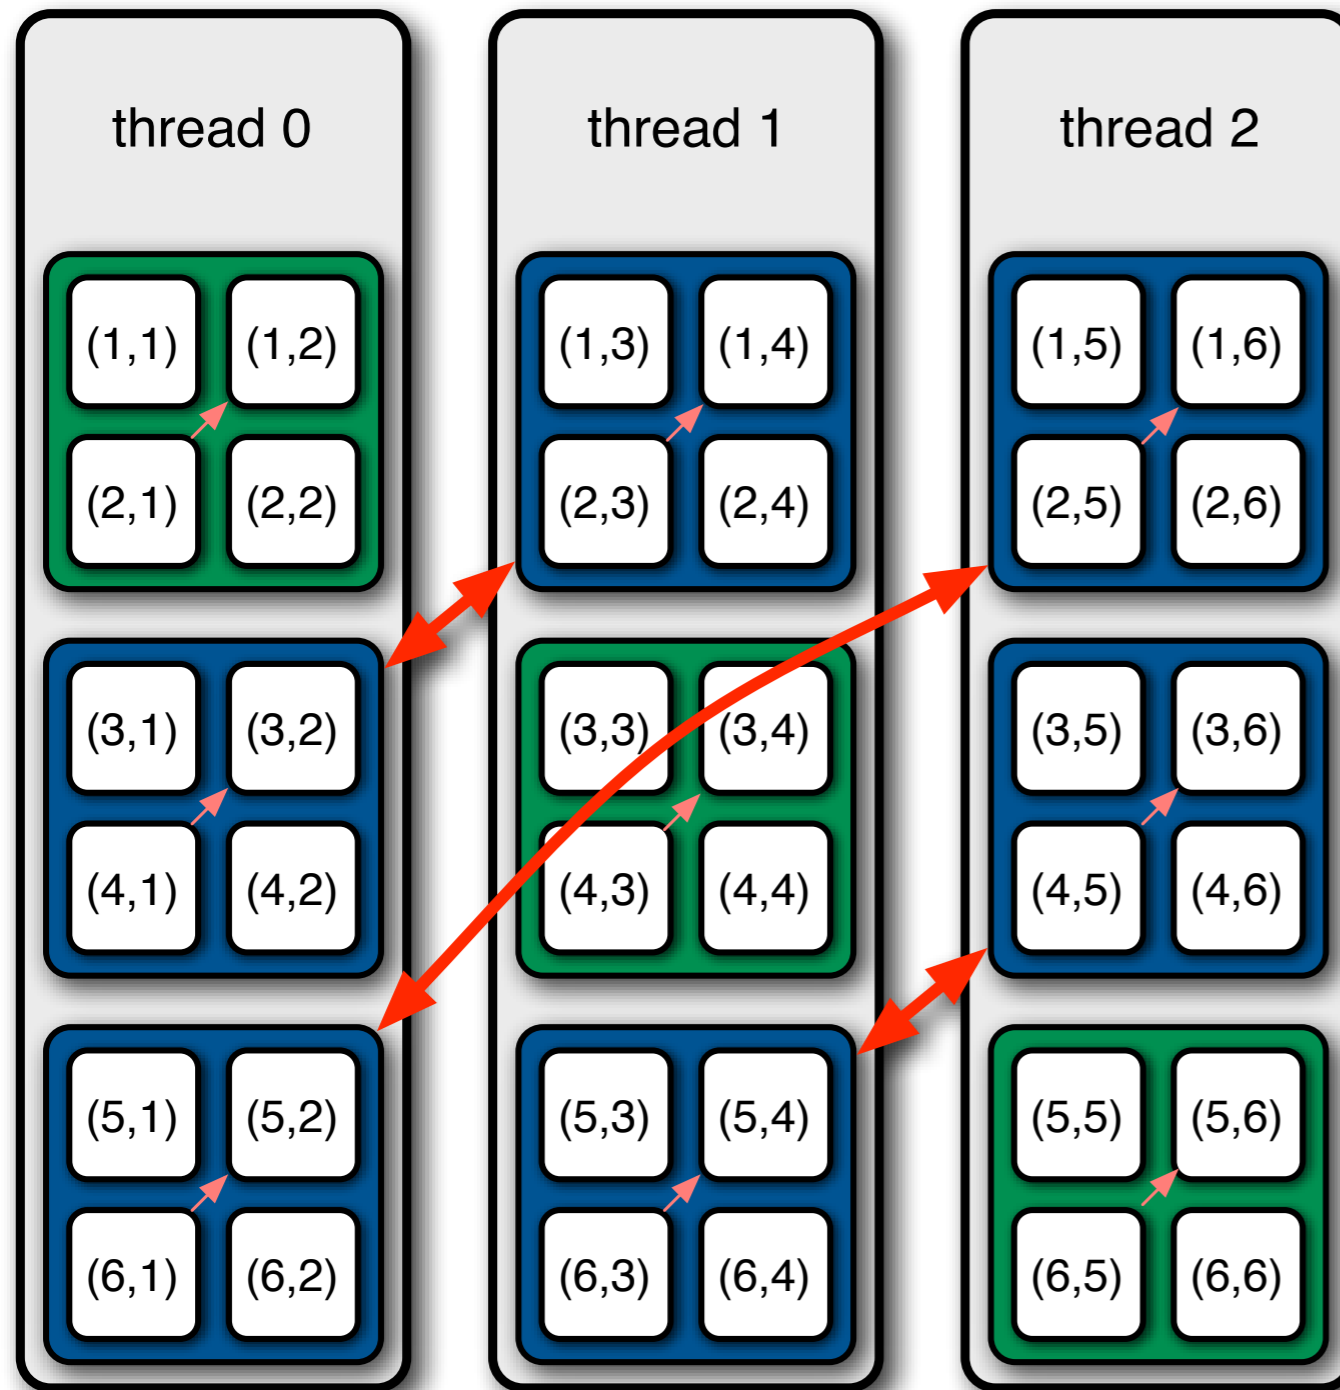 thread 0 thread 1 thread 2
(1,1) (1,2) (1,3) (1,4) (1,5) (1,6)
(2,1) (2,2) (2,3) (2,4) (2,5) (2,6)
(3,1) (3,2) (3,3) (3,4) (3,5) (3,6)
(4,1) (4,2) (4,3) (4,4) (4,5) (4,6)
(5,1) (5,2) (5,3) (5,4) (5,5) (5,6)
(6,1) (6,2) (6,3) (6,4) (6,5) (6,6)